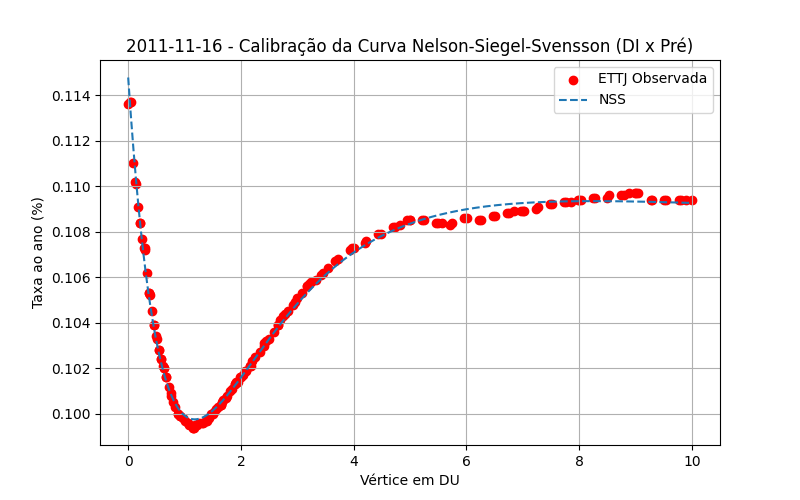 2011-11-16 - Calibração da Curva Nelson-Siegel-Svensson (DI x Pré)
ETTJ Observada
NSS
Taxa ao ano (%)
0.114
0.112
0.110
0.108
0.106
0.104
0.102
0.100
0 2 4 6 8 10
Vértice em DU